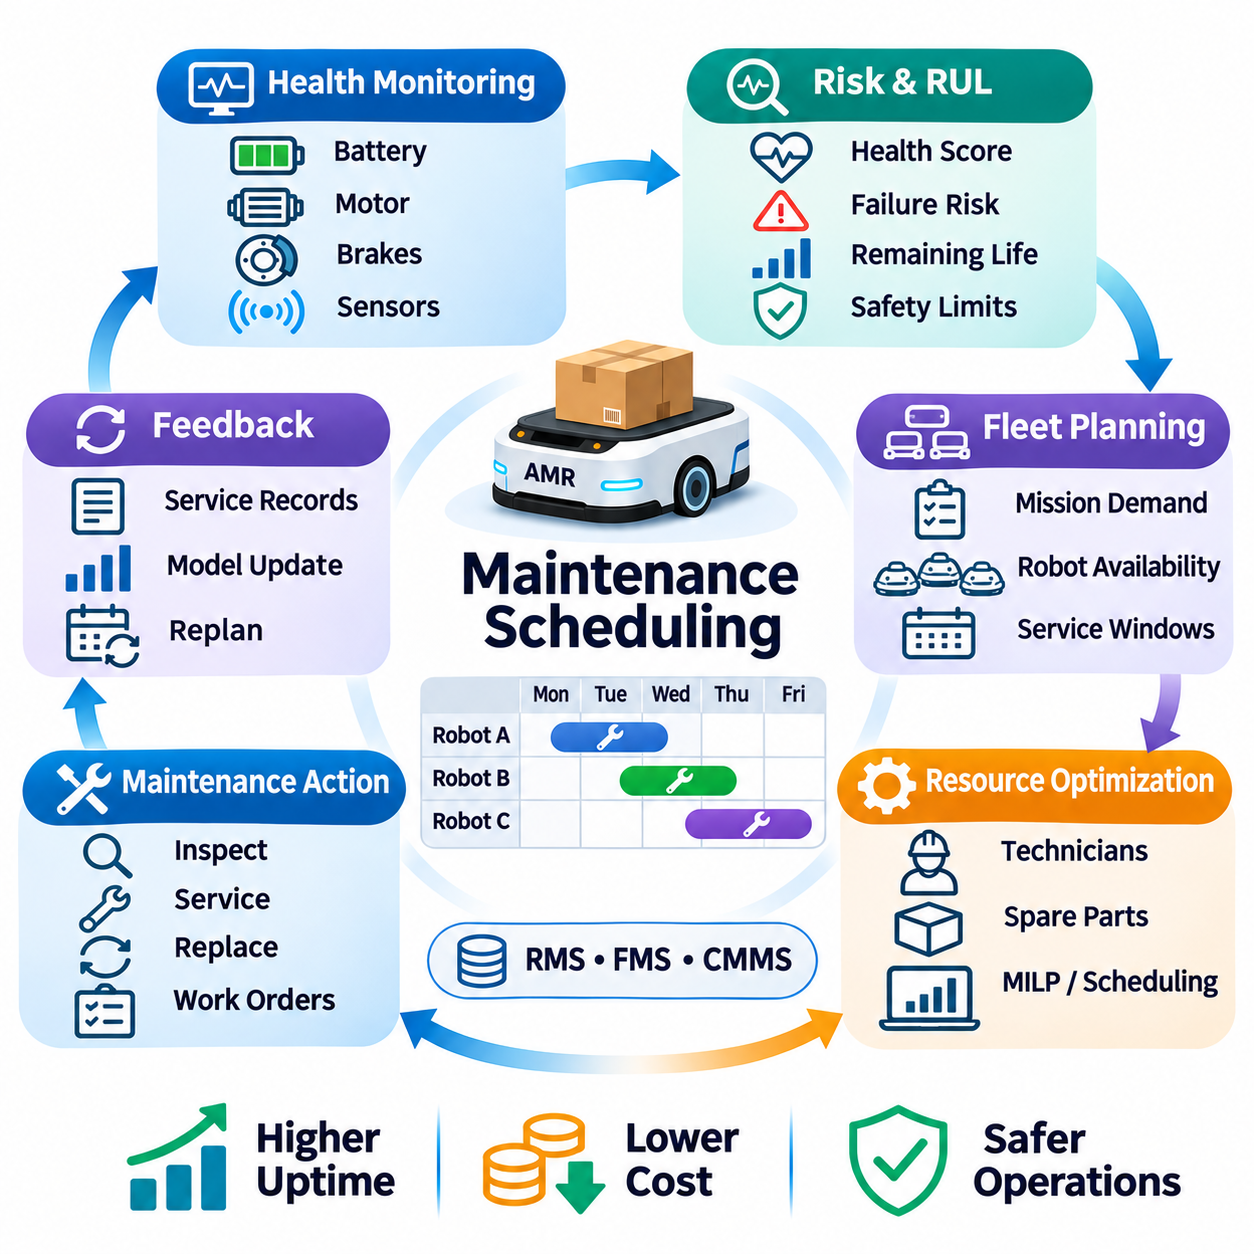 Health Monitoring
Battery
Motor
Brakes
Sensors
Risk & RUL
Health Score
Failure Risk
Remaining Life
Safety Limits
Feedback
Service Records
Model Update
Replan
AMR
Maintenance
Scheduling
Fleet Planning
Mission Demand
Robot Availability
Service Windows
Mon Tue Wed Thu Fri
Robot A
Robot B
Robot C
Maintenance Action
Inspect
Service
Replace
Work Orders
RMS • FMS • CMMS
Resource Optimization
Technicians
Spare Parts
MILP / Scheduling
Higher
Uptime
Lower
Cost
Safer
Operations